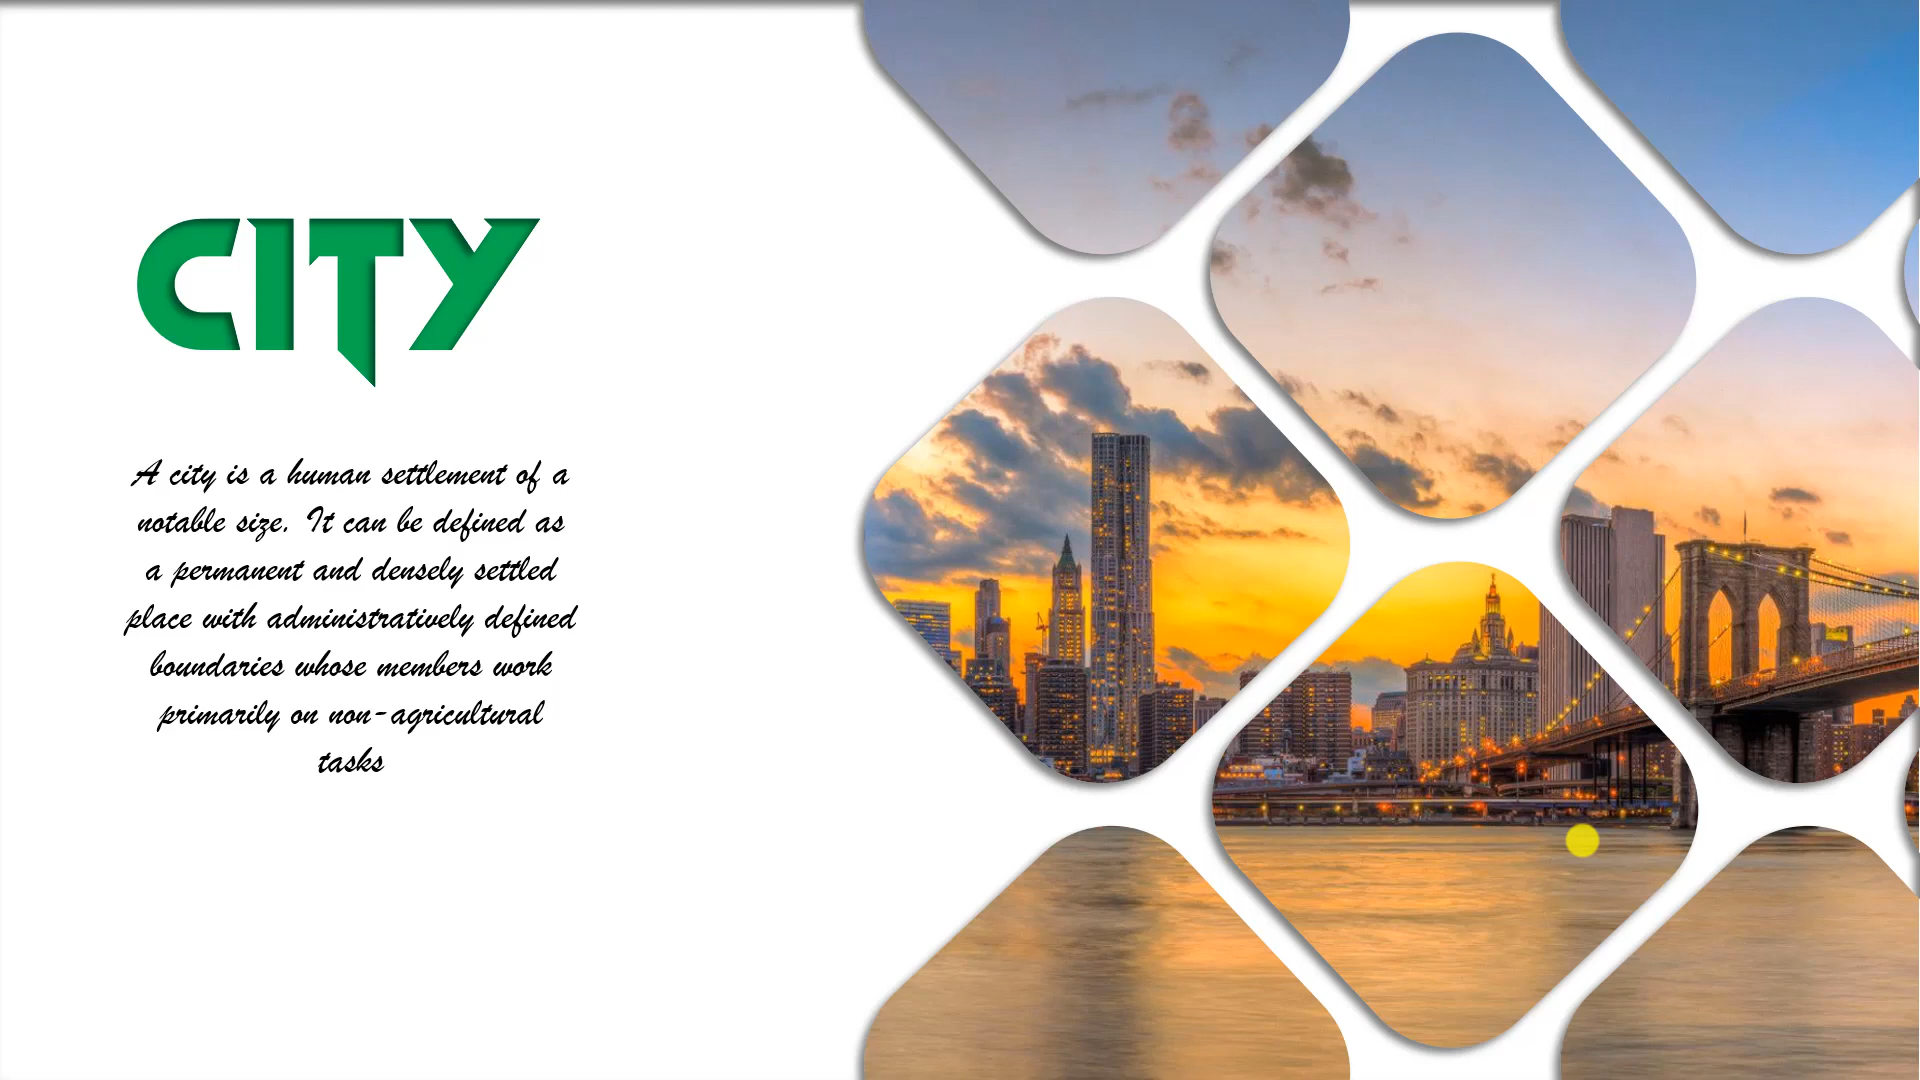 CITY
A city is a human settlement of a
notable size. It can be defined as
a permanent and densely settled
place with administratively defined
boundaries whose members work
primarily on non-agricultural
tasks